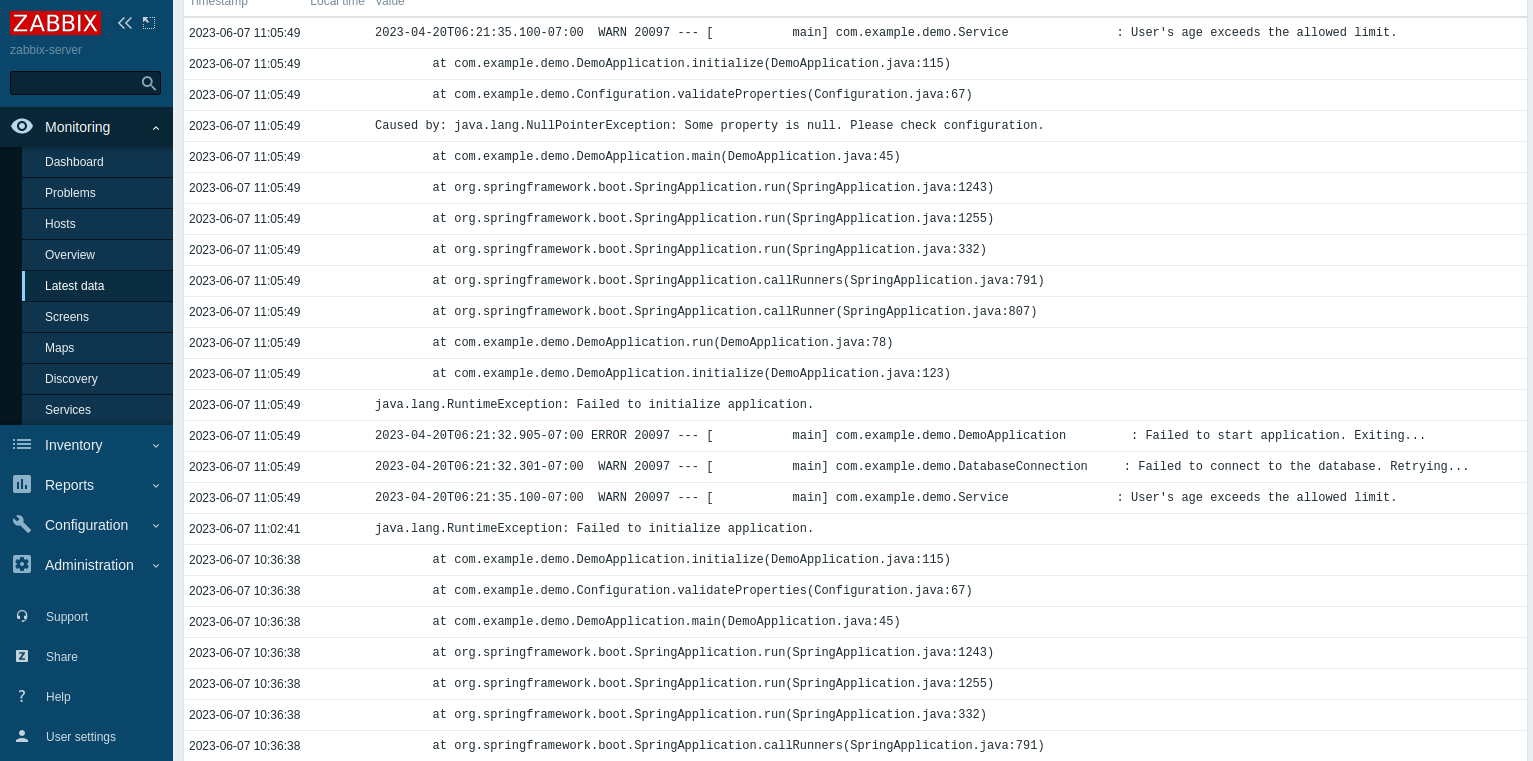 ZABBIX
zabbix-server
Monitoring
Dashboard
Problems
Hosts
Overview
Latest data
Screens
Maps
Discovery
Services
Inventory
Reports
Configuration
Administration
Support
Share
Help
User settings
Timestamp Local time Value
2023-06-07 11:05:49 2023-04-20T06:21:35.100-07:00  WARN 20097 --- [           main] com.example.demo.Service               : User's age exceeds the allowed limit.
2023-06-07 11:05:49         at com.example.demo.DemoApplication.initialize(DemoApplication.java:115)
2023-06-07 11:05:49         at com.example.demo.Configuration.validateProperties(Configuration.java:67)
2023-06-07 11:05:49 Caused by: java.lang.NullPointerException: Some property is null. Please check configuration.
2023-06-07 11:05:49         at com.example.demo.DemoApplication.main(DemoApplication.java:45)
2023-06-07 11:05:49         at org.springframework.boot.SpringApplication.run(SpringApplication.java:1243)
2023-06-07 11:05:49         at org.springframework.boot.SpringApplication.run(SpringApplication.java:1255)
2023-06-07 11:05:49         at org.springframework.boot.SpringApplication.run(SpringApplication.java:332)
2023-06-07 11:05:49         at org.springframework.boot.SpringApplication.callRunners(SpringApplication.java:791)
2023-06-07 11:05:49         at org.springframework.boot.SpringApplication.callRunner(SpringApplication.java:807)
2023-06-07 11:05:49         at com.example.demo.DemoApplication.run(DemoApplication.java:78)
2023-06-07 11:05:49         at com.example.demo.DemoApplication.initialize(DemoApplication.java:123)
2023-06-07 11:05:49 java.lang.RuntimeException: Failed to initialize application.
2023-06-07 11:05:49 2023-04-20T06:21:32.905-07:00 ERROR 20097 --- [           main] com.example.demo.DemoApplication         : Failed to start application. Exiting...
2023-06-07 11:05:49 2023-04-20T06:21:32.301-07:00  WARN 20097 --- [           main] com.example.demo.DatabaseConnection     : Failed to connect to the database. Retrying...
2023-06-07 11:05:49 2023-04-20T06:21:35.100-07:00  WARN 20097 --- [           main] com.example.demo.Service               : User's age exceeds the allowed limit.
2023-06-07 11:02:41 java.lang.RuntimeException: Failed to initialize application.
2023-06-07 10:36:38         at com.example.demo.DemoApplication.initialize(DemoApplication.java:115)
2023-06-07 10:36:38         at com.example.demo.Configuration.validateProperties(Configuration.java:67)
2023-06-07 10:36:38         at com.example.demo.DemoApplication.main(DemoApplication.java:45)
2023-06-07 10:36:38         at org.springframework.boot.SpringApplication.run(SpringApplication.java:1243)
2023-06-07 10:36:38         at org.springframework.boot.SpringApplication.run(SpringApplication.java:1255)
2023-06-07 10:36:38         at org.springframework.boot.SpringApplication.run(SpringApplication.java:332)
2023-06-07 10:36:38         at org.springframework.boot.SpringApplication.callRunners(SpringApplication.java:791)